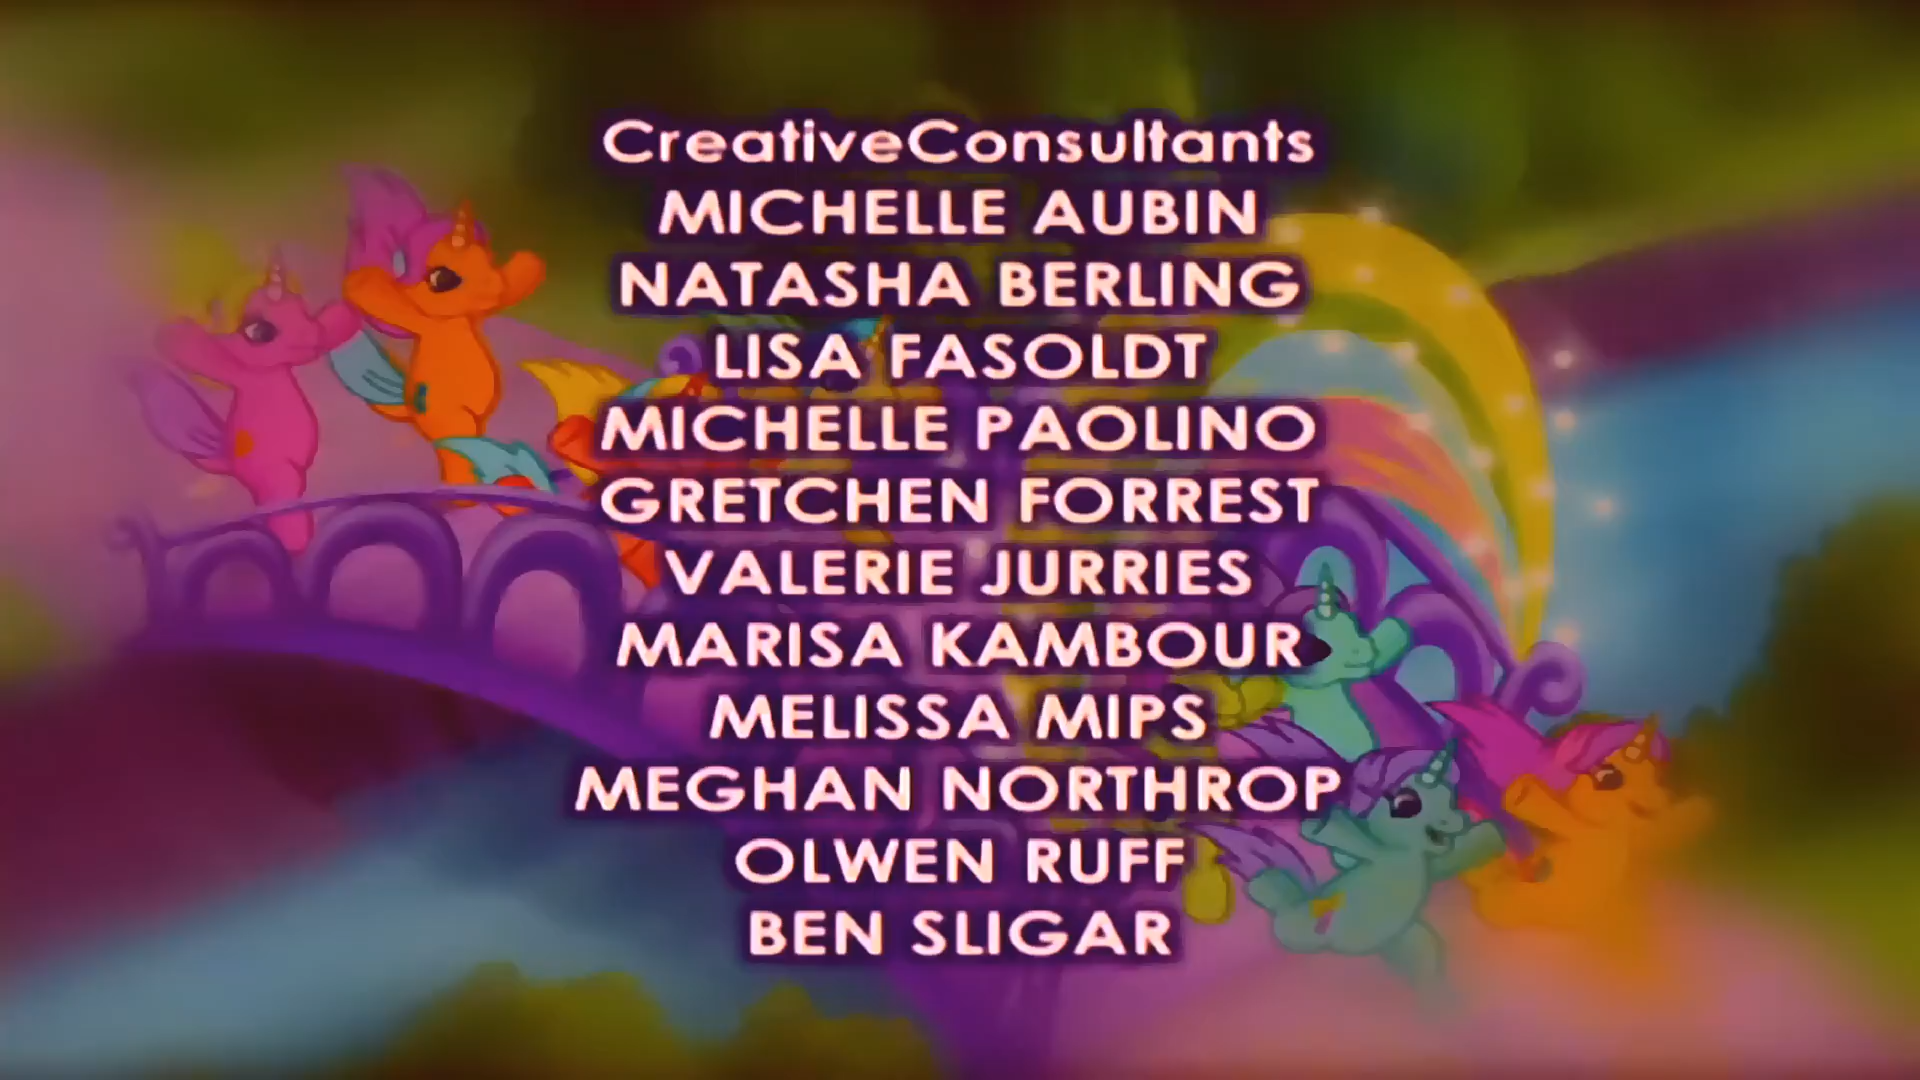 CreativeConsultants
MICHELLE AUBIN
NATASHA BERLING
LISA FASOLDT
MICHELLE PAOLINO
GRETCHEN FORREST
VALERIE JURRIES
MARISA KAMBOUR
MELISSA MIPS
MEGHAN NORTHROP
OLWEN RUFF
BEN SLIGAR